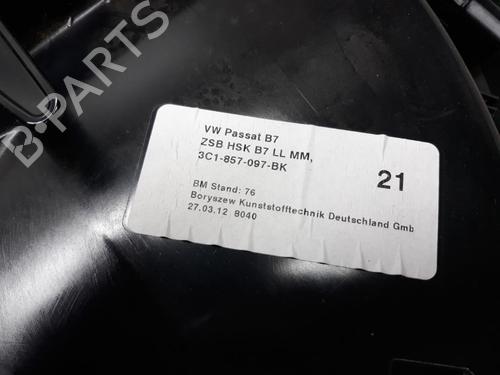 VW Passat B7
ZSB HSK B7 LL MM,
3C1-857-097-BK
21
BM Stand: 76
Boryszew Kunststofftechnik Deutschland Gmb
27.03.12 8040
B-PARTS